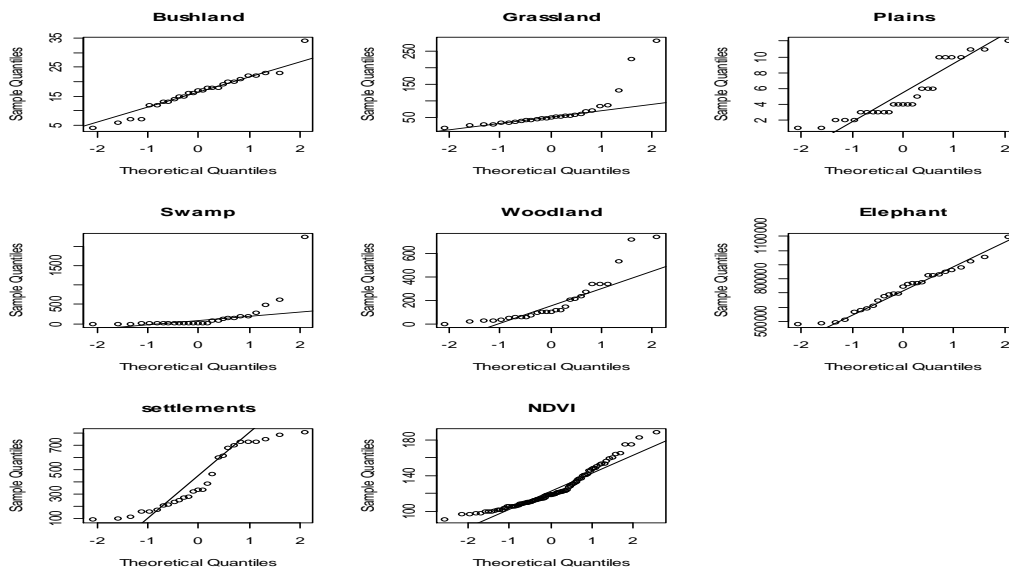 Bushland
Sample Quantiles
5 15 25 35
-2 -1 0 1 2
Theoretical Quantiles
Grassland
Sample Quantiles
50 150 250
-2 -1 0 1 2
Theoretical Quantiles
Plains
Sample Quantiles
2 4 6 8 10
-2 -1 0 1 2
Theoretical Quantiles
Swamp
Sample Quantiles
0 500 1500
-2 -1 0 1 2
Theoretical Quantiles
Woodland
Sample Quantiles
0 200 400 600
-2 -1 0 1 2
Theoretical Quantiles
Elephant
Sample Quantiles
500000 800000 1100000
-2 -1 0 1 2
Theoretical Quantiles
settlements
Sample Quantiles
100 300 500 700
-2 -1 0 1 2
Theoretical Quantiles
NDVI
Sample Quantiles
100 140 180
-2 -1 0 1 2
Theoretical Quantiles